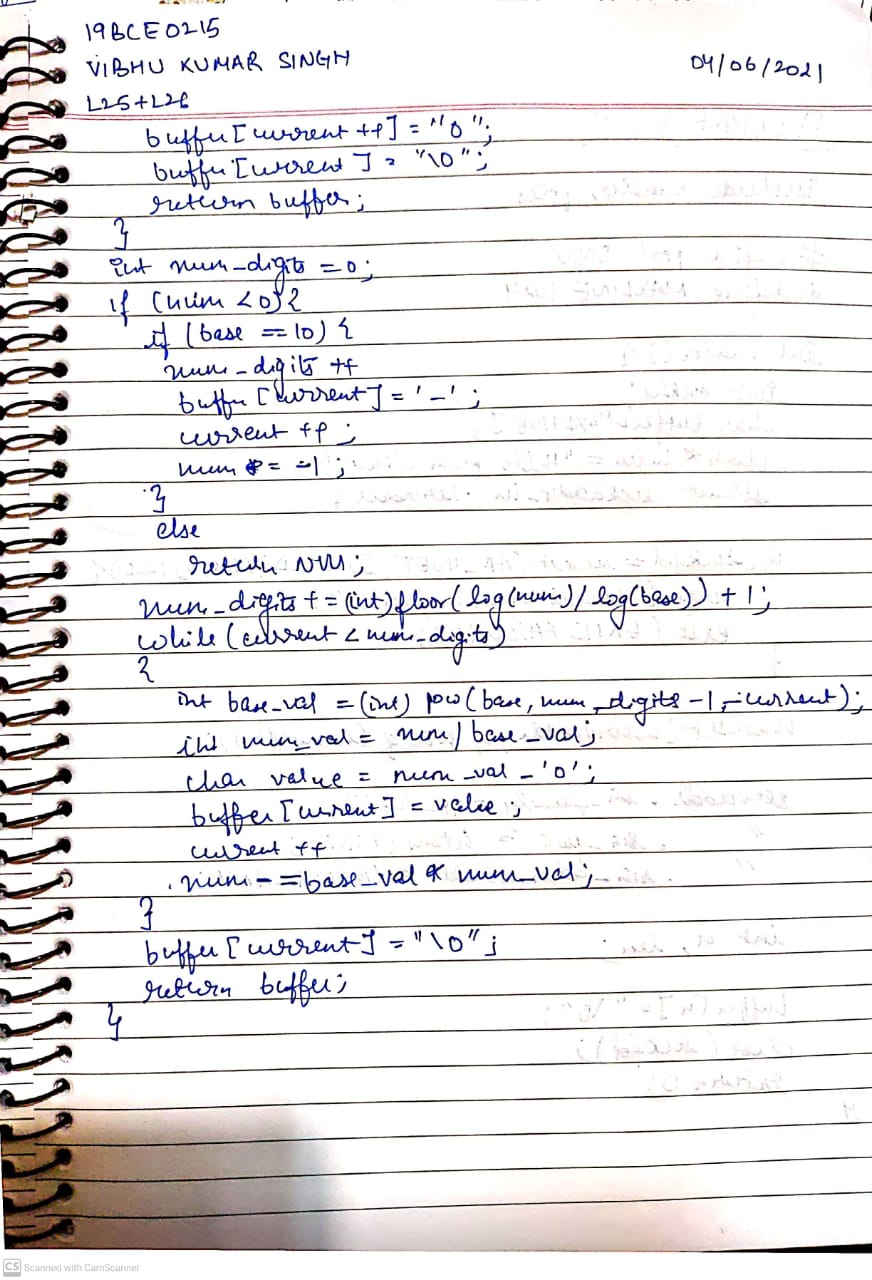 19BCE0215
VIBHU KUMAR SINGH
04/06/2021
L25+L26
buffer[current ++] = "0";
buffer[current] = "\0";
return buffer;
}
int num_digits = 0;
if (num < 0){
if (base == 10) {
num_digits ++
buffer [current] = '-';
current ++;
num *= -1;
}
else
return NULL;
num_digits += (int)floor(log(num)/log(base)) + 1;
while (current < num_digits)
{
int base_val = (int) pow(base, num_digits -1 - current);
int num_val = num / base_val;
char value = num_val - '0';
buffer [current] = value;
current ++
num -= base_val * num_val;
}
buffer [current] = "\0";
return buffer;
}
CS Scanned with CamScanner